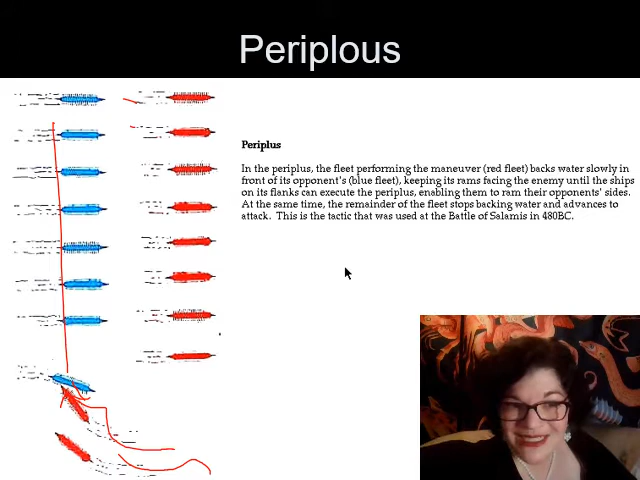 Periplous
Periplus
In the periplus, the fleet performing the maneuver (red fleet) backs water slowly in
front of its opponent's (blue fleet), keeping its rams facing the enemy until the ships
on its flanks can execute the periplus, enabling them to ram their opponents' sides.
At the same time, the remainder of the fleet stops backing water and advances to
attack. This is the tactic that was used at the Battle of Salamis in 480BC.